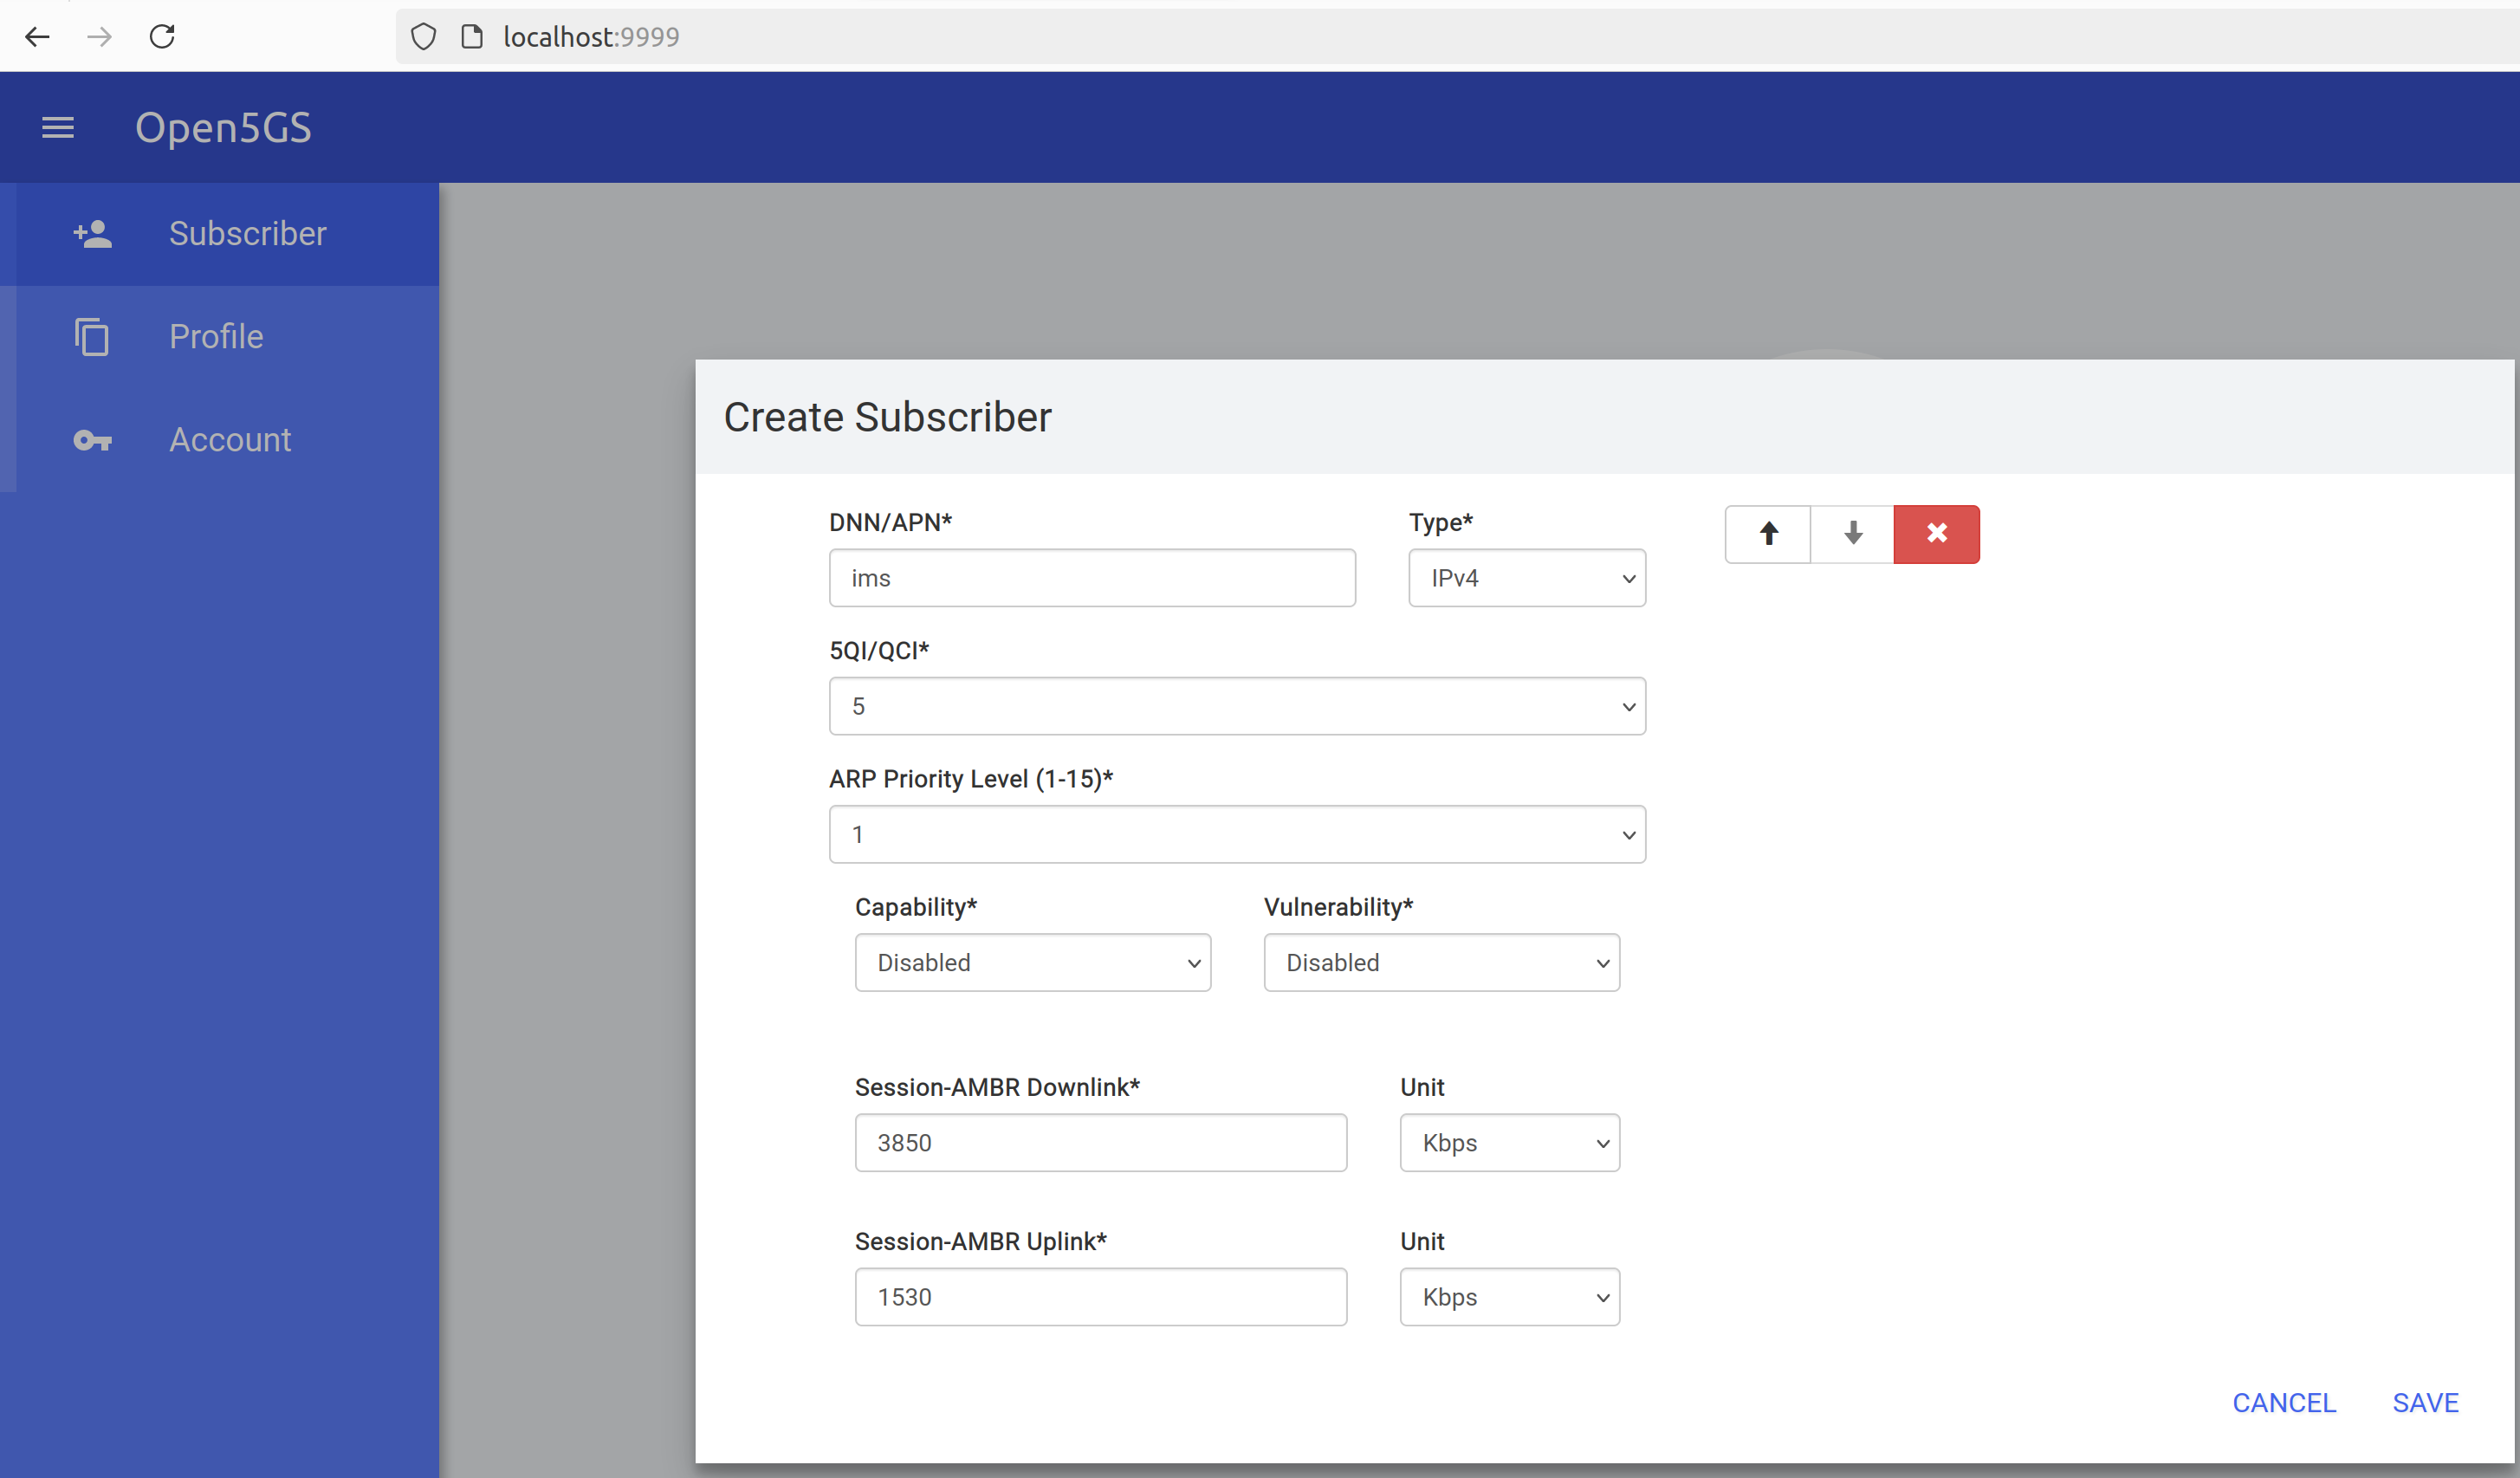 localhost:9999
Open5GS
Subscriber
Profile
Account
Create Subscriber
DNN/APN* Type*
ims IPv4
5QI/QCI*
5
ARP Priority Level (1-15)*
1
Capability* Vulnerability*
Disabled Disabled
Session-AMBR Downlink* Unit
3850 Kbps
Session-AMBR Uplink* Unit
1530 Kbps
CANCEL SAVE